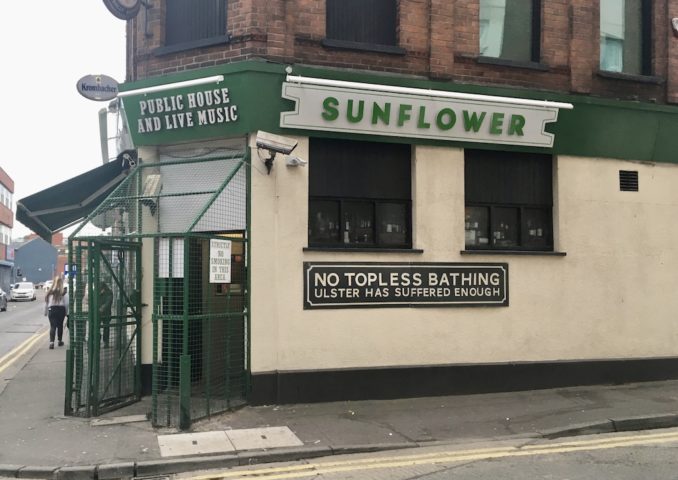 Krombacher
PUBLIC HOUSE
AND LIVE MUSIC
SUNFLOWER
STRICTLY
NO
SMOKING
IN THIS
AREA
NO TOPLESS BATHING
ULSTER HAS SUFFERED ENOUGH